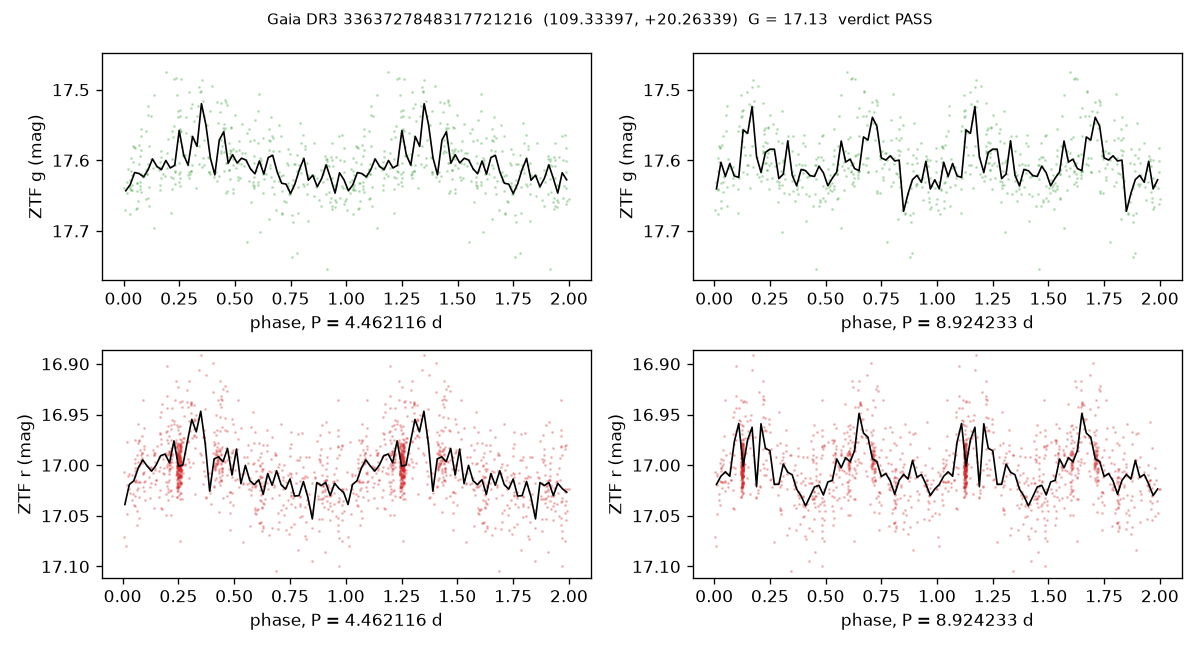 Gaia DR3 3363727848317721216  (109.33397, +20.26339)  G = 17.13  verdict PASS
ZTF g (mag)
17.5
17.6
17.7
0.00 0.25 0.50 0.75 1.00 1.25 1.50 1.75 2.00
phase, P = 4.462116 d
ZTF g (mag)
17.5
17.6
17.7
0.00 0.25 0.50 0.75 1.00 1.25 1.50 1.75 2.00
phase, P = 8.924233 d
ZTF r (mag)
16.90
16.95
17.00
17.05
17.10
0.00 0.25 0.50 0.75 1.00 1.25 1.50 1.75 2.00
phase, P = 4.462116 d
ZTF r (mag)
16.90
16.95
17.00
17.05
17.10
0.00 0.25 0.50 0.75 1.00 1.25 1.50 1.75 2.00
phase, P = 8.924233 d